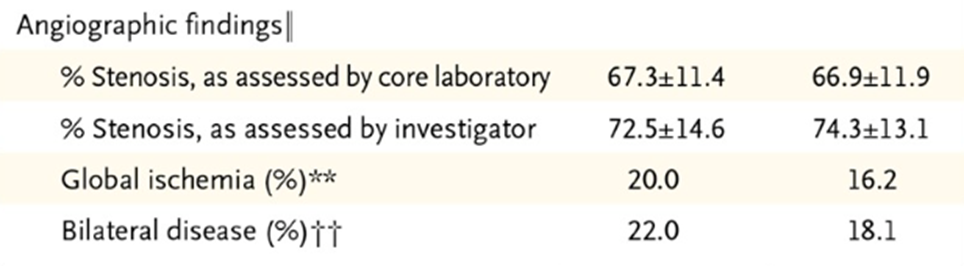 Angiographic findings‖
% Stenosis, as assessed by core laboratory 67.3±11.4 66.9±11.9
% Stenosis, as assessed by investigator 72.5±14.6 74.3±13.1
Global ischemia (%)** 20.0 16.2
Bilateral disease (%)†† 22.0 18.1